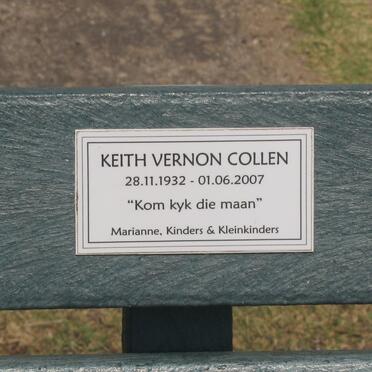 KEITH VERNON COLLEN
28.11.1932 - 01.06.2007
“Kom kyk die maan”
Marianne, Kinders & Kleinkinders